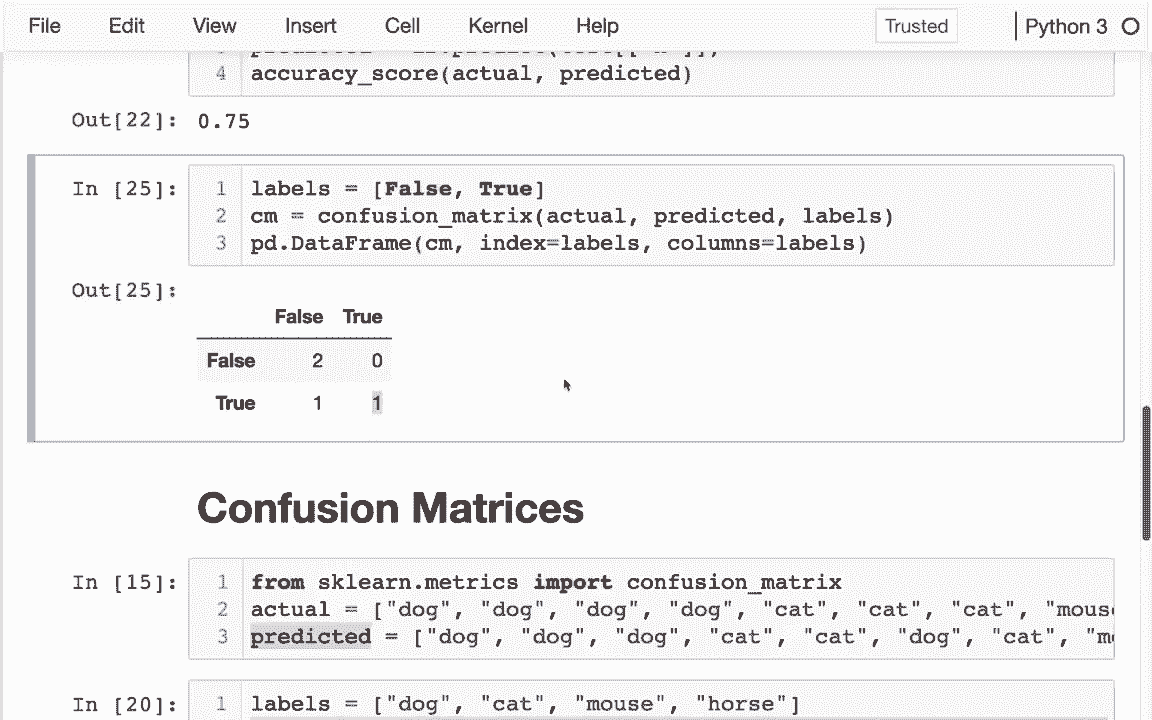 File Edit View Insert Cell Kernel Help Trusted Python 3
4 accuracy_score(actual, predicted)
Out[22]: 0.75
In [25]: 1 labels = [False, True]
2 cm = confusion_matrix(actual, predicted, labels)
3 pd.DataFrame(cm, index=labels, columns=labels)
Out[25]:
False True
False 2 0
True 1 1
Confusion Matrices
In [15]: 1 from sklearn.metrics import confusion_matrix
2 actual = ["dog", "dog", "dog", "dog", "cat", "cat", "cat", "mous
3 predicted = ["dog", "dog", "dog", "cat", "cat", "dog", "cat", "m
In [20]: 1 labels = ["dog", "cat", "mouse", "horse"]